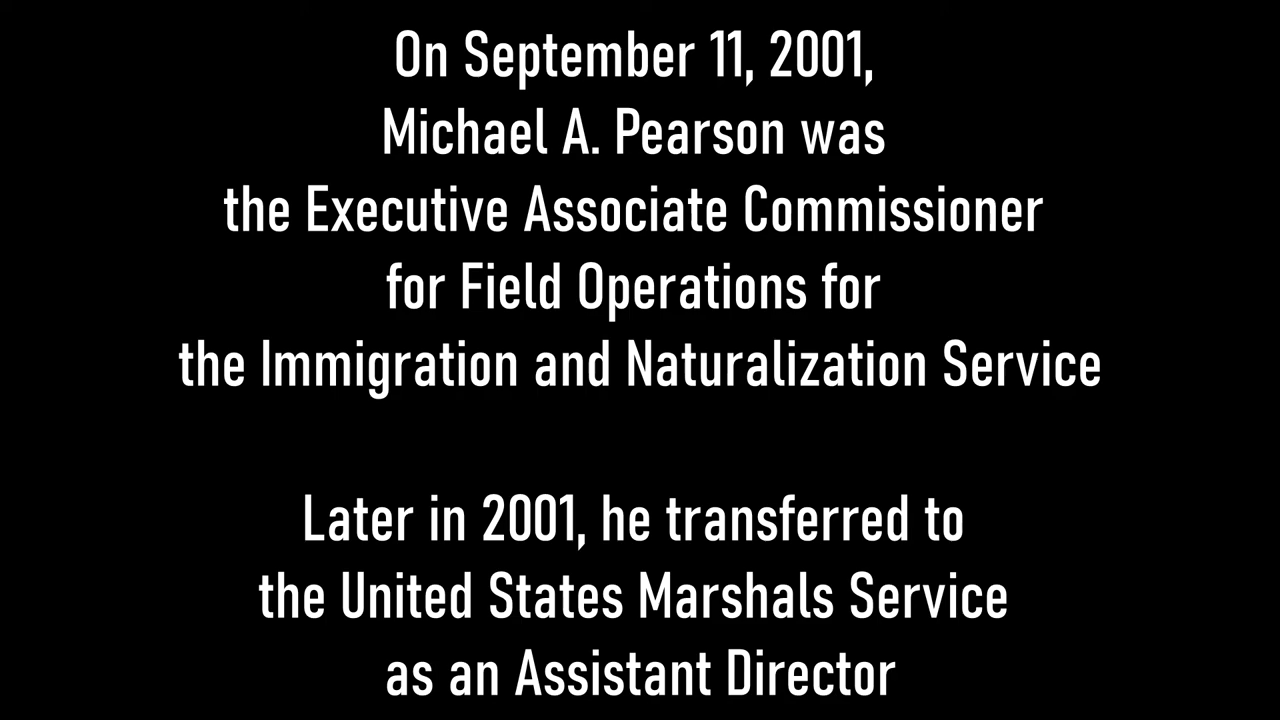 On September 11, 2001,
Michael A. Pearson was
the Executive Associate Commissioner
for Field Operations for
the Immigration and Naturalization Service
Later in 2001, he transferred to
the United States Marshals Service
as an Assistant Director